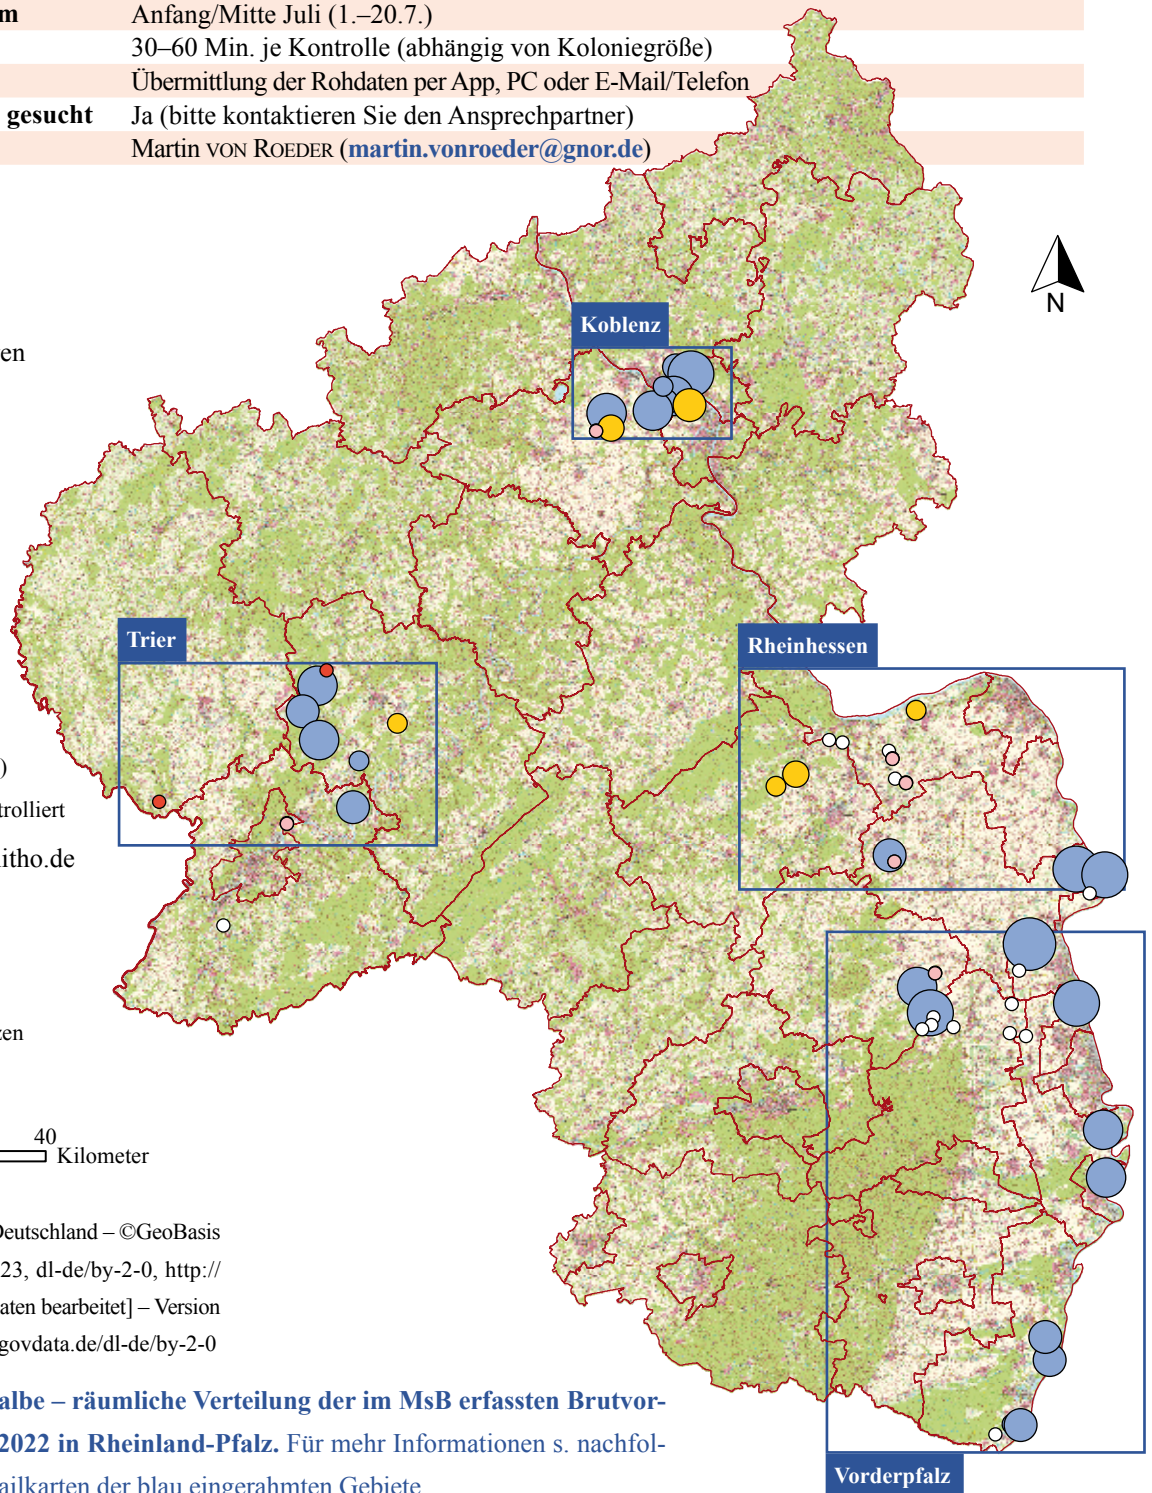 m Anfang/Mitte Juli (1.–20.7.)
30–60 Min. je Kontrolle (abhängig von Koloniegröße)
Übermittlung der Rohdaten per App, PC oder E-Mail/Telefon
gesucht Ja (bitte kontaktieren Sie den Ansprechpartner)
Martin VON ROEDER (martin.vonroeder@gnor.de)
N
Koblenz
en
Trier
Rheinhessen
)
trolliert
itho.de
zen
40
Kilometer
Deutschland – ©GeoBasis
23, dl-de/by-2-0, http://
aten bearbeitet] – Version
govdata.de/dl-de/by-2-0
albe – räumliche Verteilung der im MsB erfassten Brutvor-
2022 in Rheinland-Pfalz. Für mehr Informationen s. nachfol-
ailkarten der blau eingerahmten Gebiete
Vorderpfalz